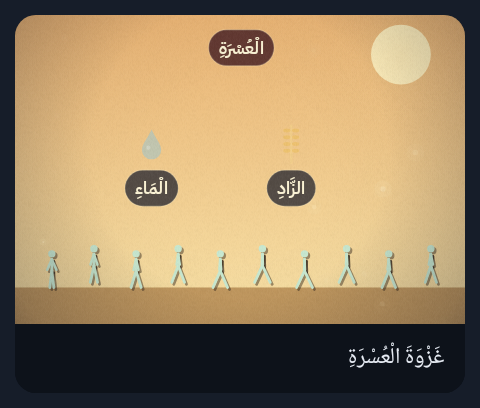 الْعُسْرَةِ
الزَّادِ
الْمَاءِ
غَزْوَةَ الْعُسْرَةِ